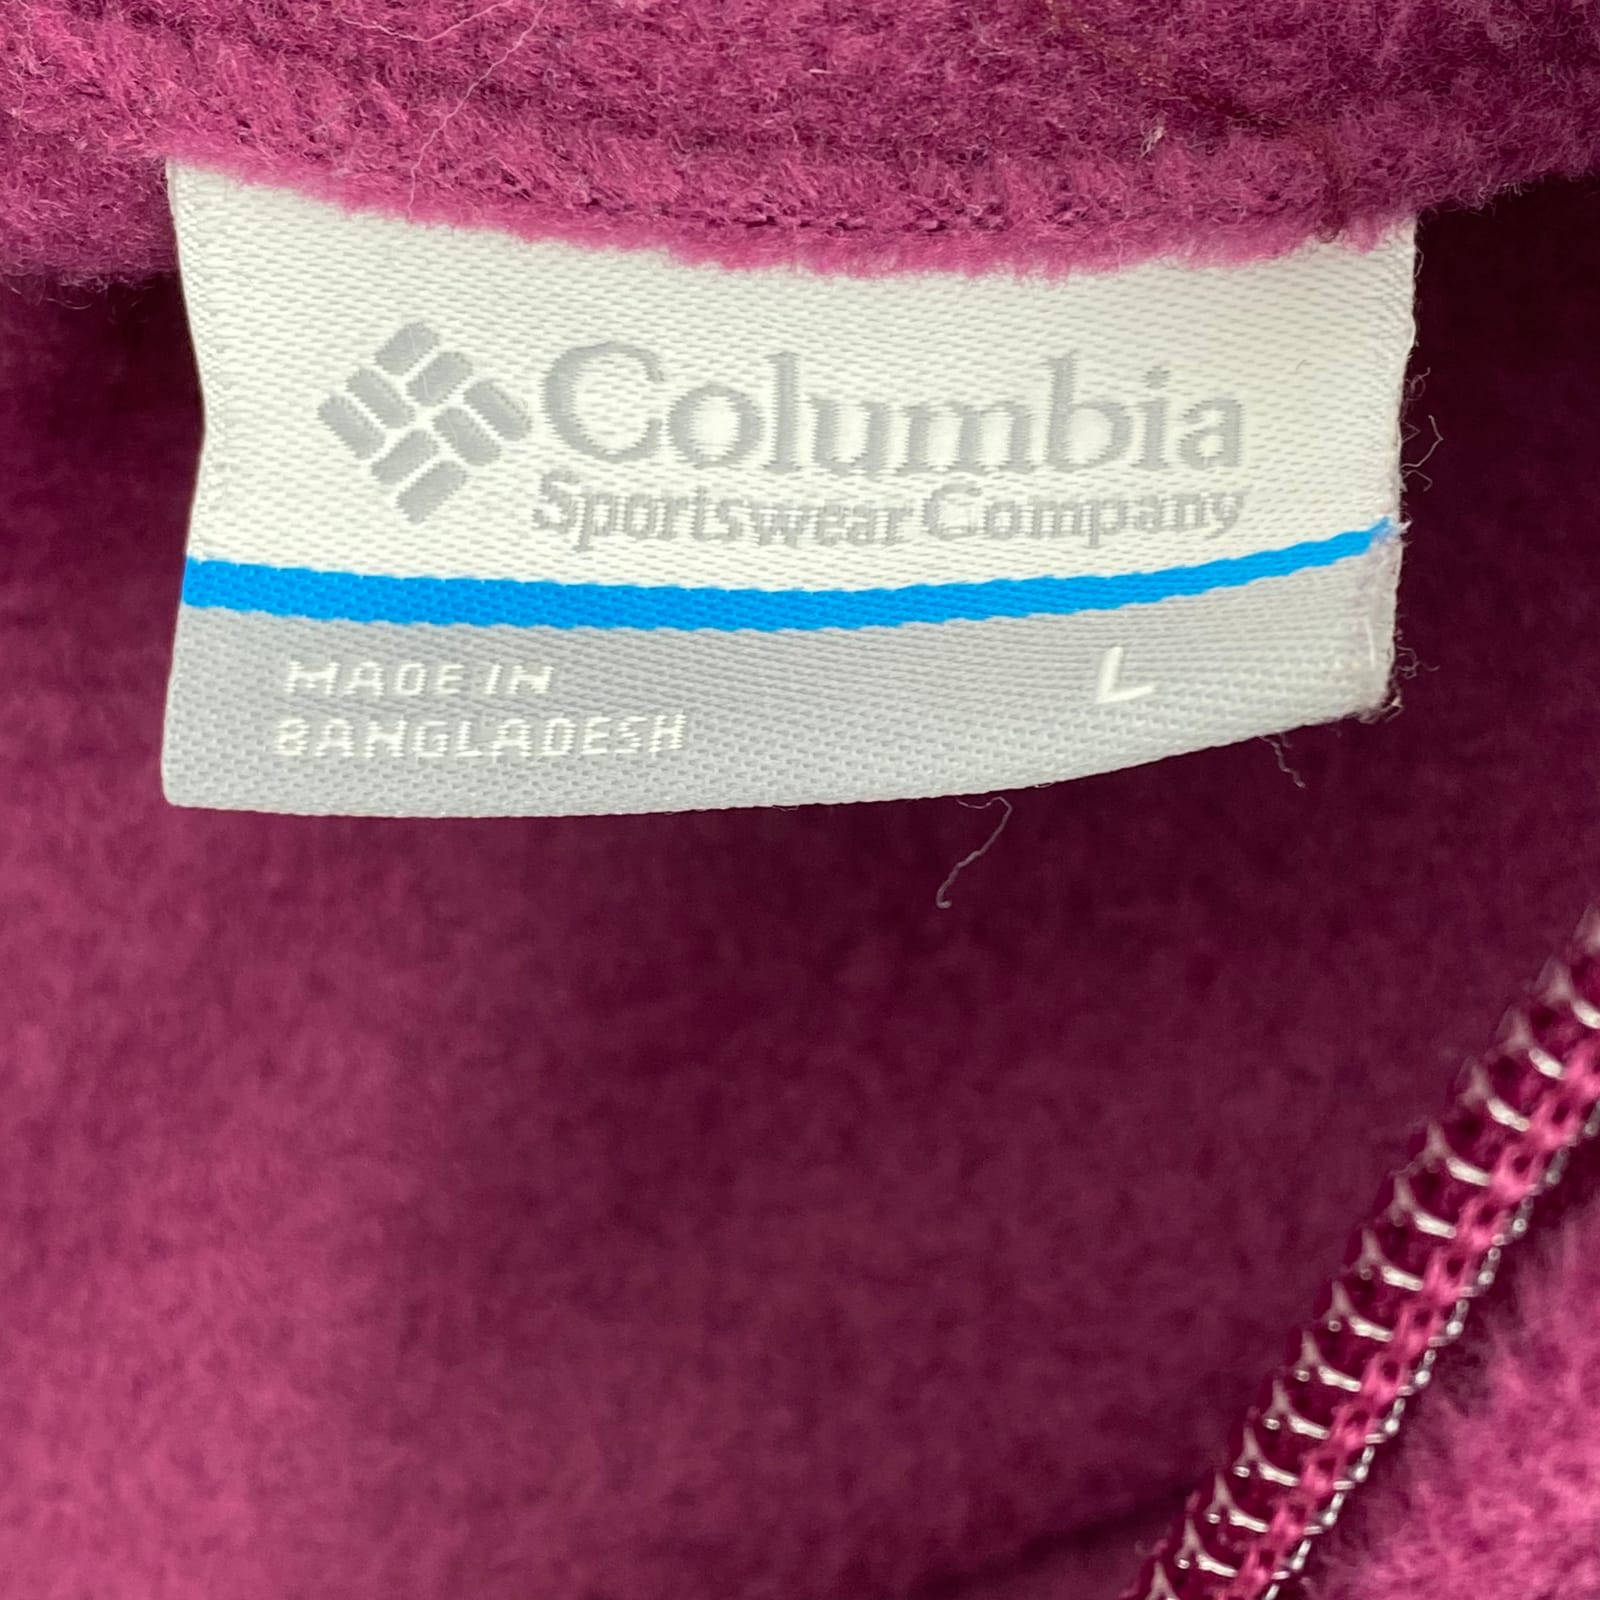 Columbia
Sportswear Company
MADE IN
BANGLADESH
L